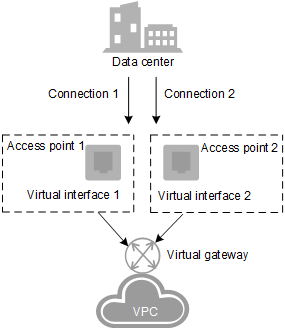 Data center
Connection 1
Connection 2
Access point 1
Access point 2
Virtual interface 1
Virtual interface 2
Virtual gateway
VPC